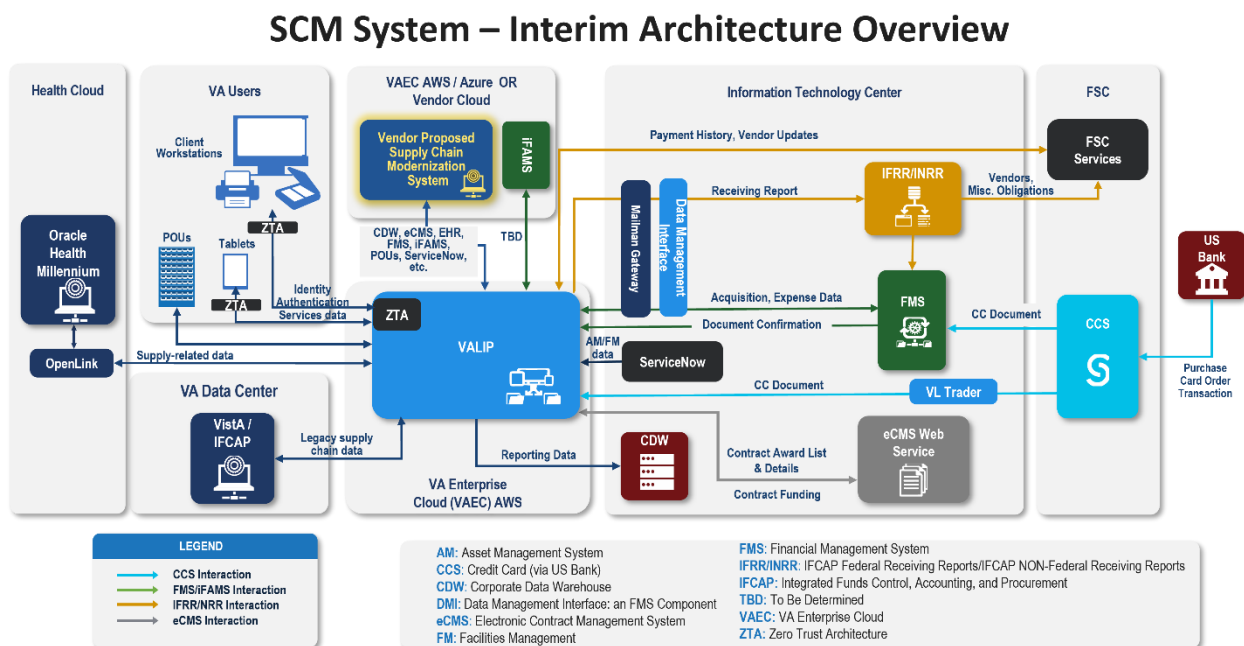 SCM System – Interim Architecture Overview
Health Cloud
Oracle
Health
Millennium
OpenLink
VA Users
Client
Workstations
ZTA
POUs
Tablets
ZTA
Identity
Authentication
Services data
Supply-related data
VA Data Center
VistA /
IFCAP
Legacy supply
chain data
VAEC AWS / Azure OR
Vendor Cloud
Vendor Proposed
Supply Chain
Modernization
System
iFAMS
CDW, eCMS, EHR,
FMS, iFAMS,
POUs, ServiceNow,
etc.
TBD
ZTA
VALIP
Reporting Data
VA Enterprise
Cloud (VAEC) AWS
Information Technology Center
Payment History, Vendor Updates
Mailman Gateway
Data Management
Interface
Receiving Report
IFRR/INRR
Vendors,
Misc. Obligations
Acquisition, Expense Data
Document Confirmation
FMS
AM/FM
data
ServiceNow
CC Document
CC Document
VL Trader
CDW
Contract Award List
& Details
Contract Funding
eCMS Web
Service
FSC
FSC
Services
CCS
S
US
Bank
Purchase
Card Order
Transaction
LEGEND
CCS Interaction
FMS/iFAMS Interaction
IFRR/NRR Interaction
eCMS Interaction
AM: Asset Management System
CCS: Credit Card (via US Bank)
CDW: Corporate Data Warehouse
DMI: Data Management Interface: an FMS Component
eCMS: Electronic Contract Management System
FM: Facilities Management
FMS: Financial Management System
IFRR/INRR: IFCAP Federal Receiving Reports/IFCAP NON-Federal Receiving Reports
IFCAP: Integrated Funds Control, Accounting, and Procurement
TBD: To Be Determined
VAEC: VA Enterprise Cloud
ZTA: Zero Trust Architecture